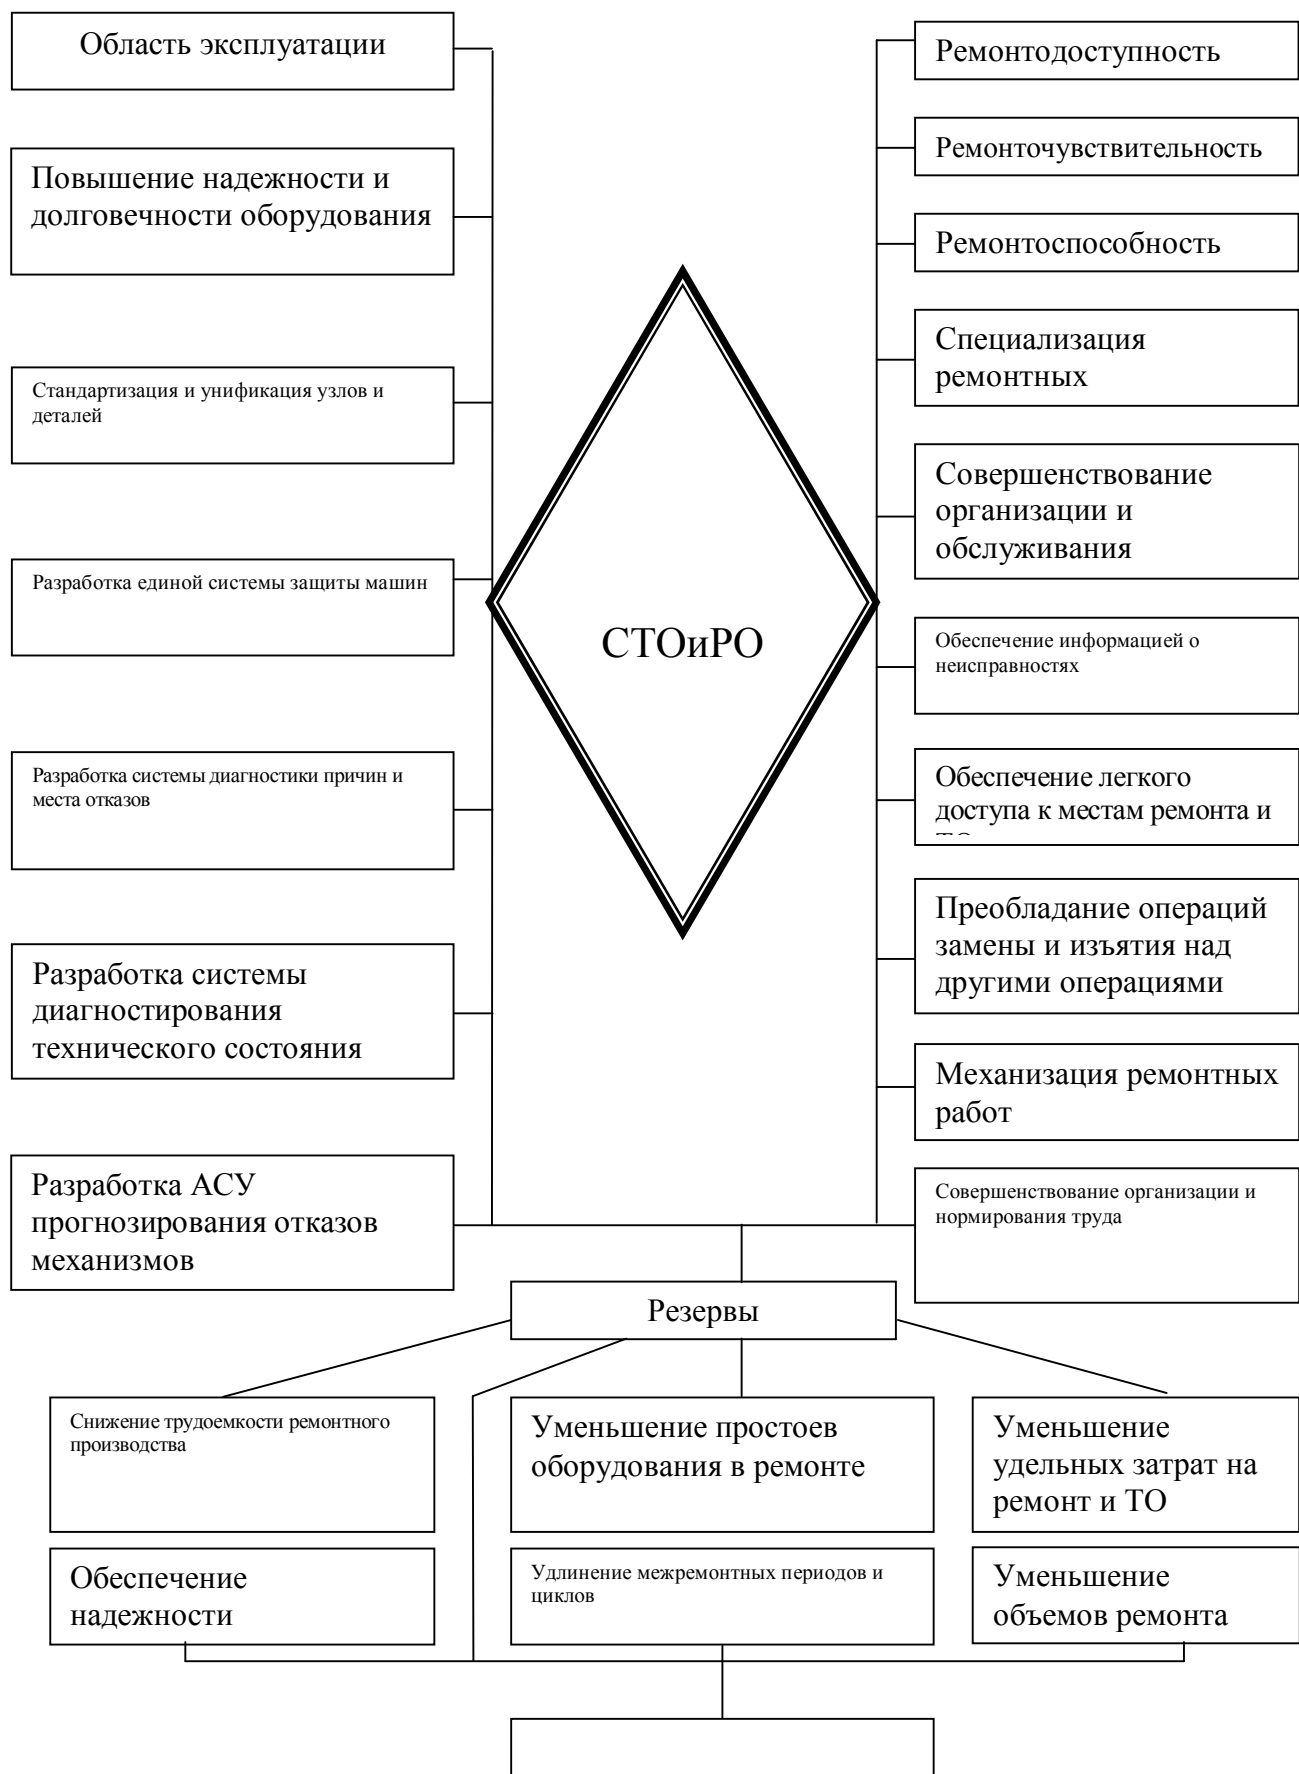 Область эксплуатации
Повышение надежности и
долговечности оборудования
Стандартизация и унификация узлов и
деталей
Разработка единой системы защиты машин
Разработка системы диагностики причин и
места отказов
Разработка системы
диагностирования
технического состояния
Разработка АСУ
прогнозирования отказов
механизмов
СТОиРО
Ремонтодоступность
Ремонточувствительность
Ремонтоспособность
Специализация
ремонтных
Совершенствование
организации и
обслуживания
Обеспечение информацией о
неисправностях
Обеспечение легкого
доступа к местам ремонта и
Преобладание операций
замены и изъятия над
другими операциями
Механизация ремонтных
работ
Совершенствование организации и
нормирования труда
Резервы
Снижение трудоемкости ремонтного
производства
Уменьшение простоев
оборудования в ремонте
Уменьшение
удельных затрат на
ремонт и ТО
Обеспечение
надежности
Удлинение межремонтных периодов и
циклов
Уменьшение
объемов ремонта